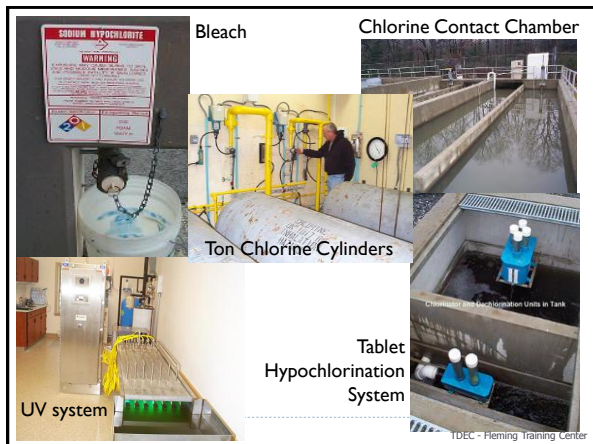 SODIUM HYPOCHLORITE
WARNING
Bleach
Chlorine Contact Chamber
CHLORINE
Ton Chlorine Cylinders
Chlorinator and Dechlorination Units in Tank
Tablet
Hypochlorination
System
UV system
TDEC - Fleming Training Center